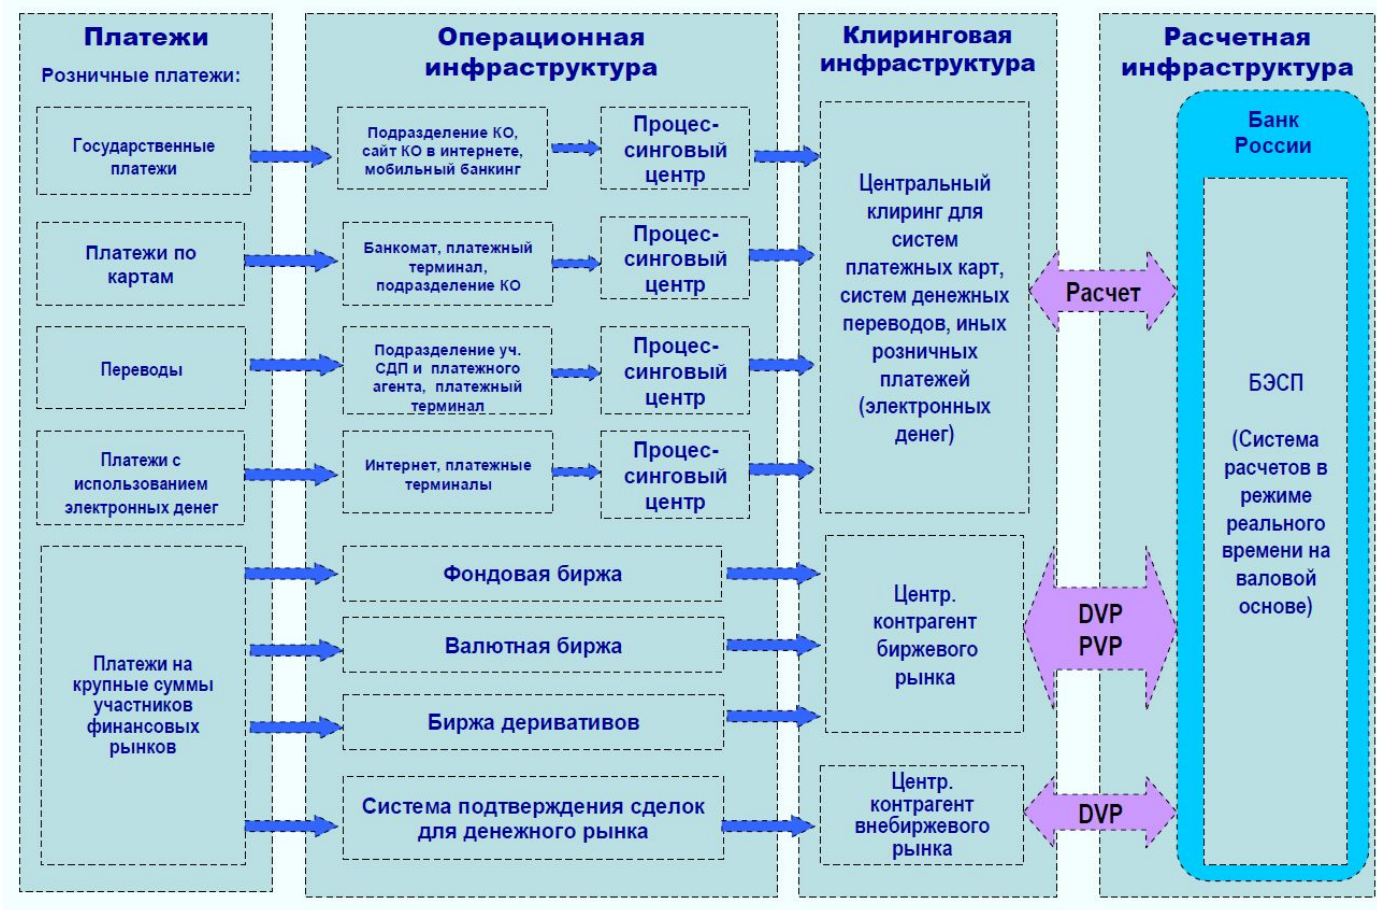 Платежи
Розничные платежи:
Государственные
платежи
Платежи по
картам
Переводы
Платежи с
использованием
электронных денег
Платежи на
крупные суммы
участников
финансовых
рынков
Операционная
инфраструктура
Подразделение КО,
сайт КО в интернете,
мобильный банкинг
Процес-
синговый
центр
Банкомат, платежный
терминал,
подразделение КО
Процес-
синговый
центр
Подразделение уч.
СДП и платежного
агента, платежный
терминал
Процес-
синговый
центр
Интернет, платежные
терминалы
Процес-
синговый
центр
Фондовая биржа
Валютная биржа
Биржа деривативов
Система подтверждения сделок
для денежного рынка
Клиринговая
инфраструктура
Центральный
клиринг для
систем
платежных карт,
систем денежных
переводов, иных
розничных
платежей
(электронных
денег)
Центр.
контрагент
биржевого
рынка
Центр.
контрагент
внебиржевого
рынка
Расчет
DVP
PVP
DVP
Расчетная
инфраструктура
Банк
России
БЭСП
(Система
расчетов в
режиме
реального
времени на
валовой
основе)